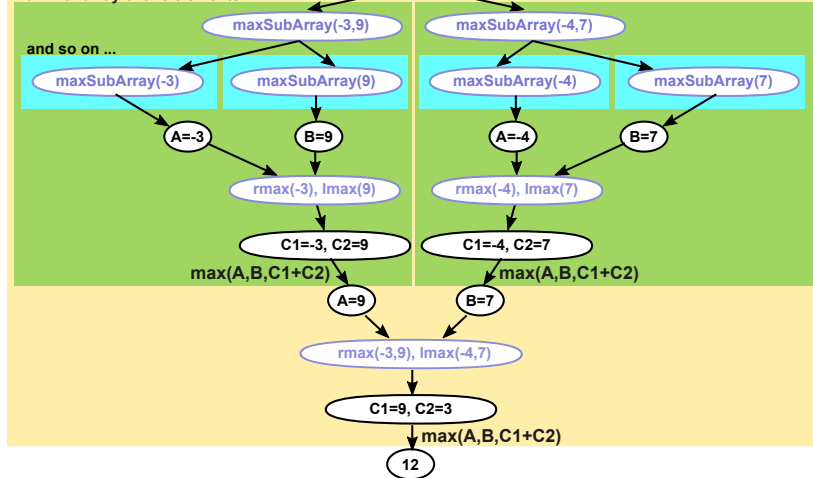 maxSubArray(-3,9)
maxSubArray(-4,7)
and so on ...
maxSubArray(-3)
maxSubArray(9)
maxSubArray(-4)
maxSubArray(7)
A=-3
B=9
A=-4
B=7
rmax(-3), lmax(9)
rmax(-4), lmax(7)
C1=-3, C2=9
C1=-4, C2=7
max(A,B,C1+C2)
max(A,B,C1+C2)
A=9
B=7
rmax(-3,9), lmax(-4,7)
C1=9, C2=3
max(A,B,C1+C2)
12